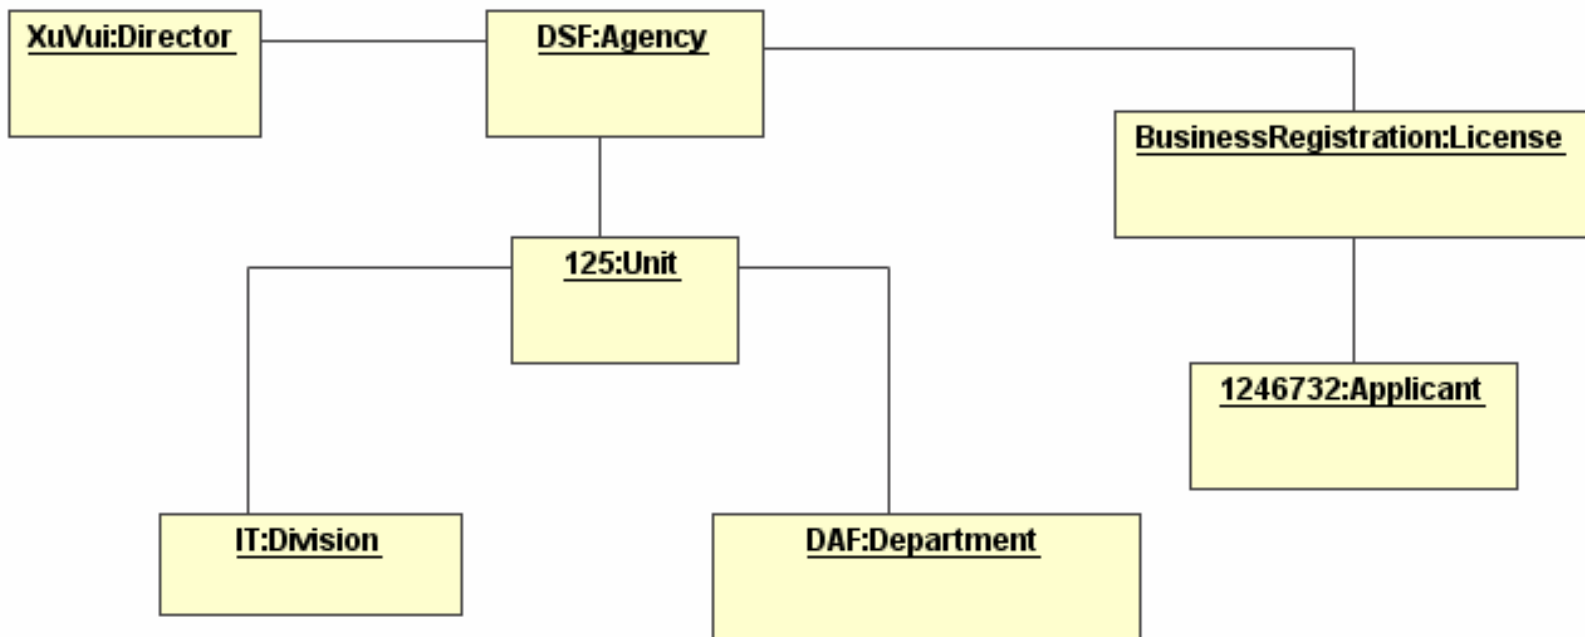 XuVui:Director
DSF:Agency
BusinessRegistration:License
125:Unit
1246732:Applicant
IT:Division
DAF:Department